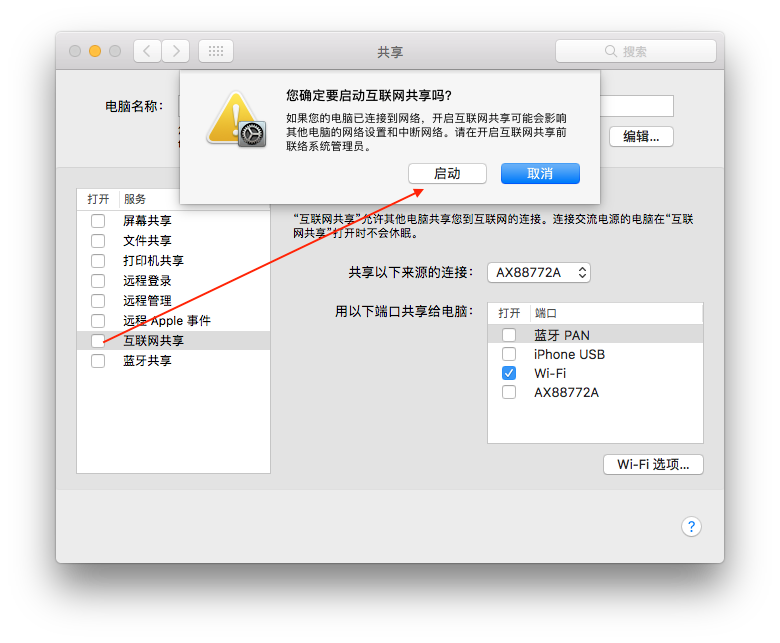 共享
搜索
电脑名称：
编辑...
您确定要启动互联网共享吗?
如果您的电脑已连接到网络，开启互联网共享可能会影响
其他电脑的网络设置和中断网络。请在开启互联网共享前
联络系统管理员。
启动
取消
打开 服务
屏幕共享
文件共享
打印机共享
远程登录
远程管理
远程 Apple 事件
互联网共享
蓝牙共享
“互联网共享”允许其他电脑共享您到互联网的连接。连接交流电源的电脑在“互联
网共享”打开时不会休眠。
共享以下来源的连接： AX88772A
用以下端口共享给电脑：
打开 端口
蓝牙 PAN
iPhone USB
Wi-Fi
AX88772A
Wi-Fi 选项...
?